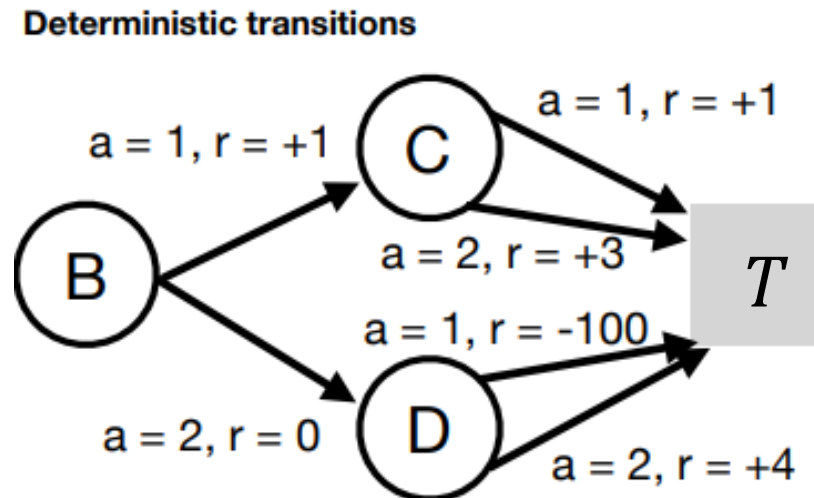 Deterministic transitions
a = 1, r = +1
a = 1, r = +1
C
a = 2, r = +3
B
T
a = 1, r = -100
D
a = 2, r = 0
a = 2, r = +4